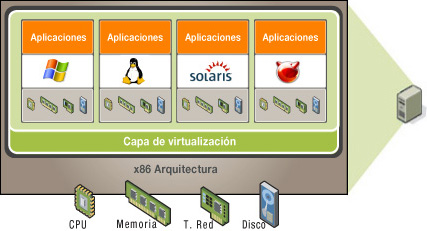 Aplicaciones Aplicaciones Aplicaciones Aplicaciones
solaris
Capa de virtualización
x86 Arquitectura
CPU Memoria T. Red Disco